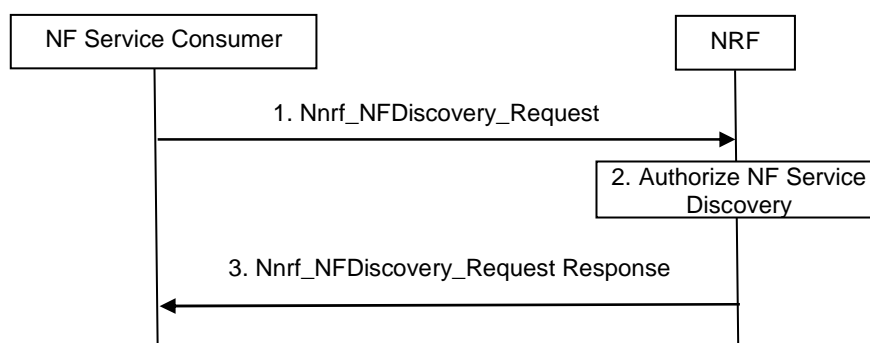 NF Service Consumer
NRF
1. Nnrf_NFDiscovery_Request
2. Authorize NF Service
Discovery
3. Nnrf_NFDiscovery_Request Response